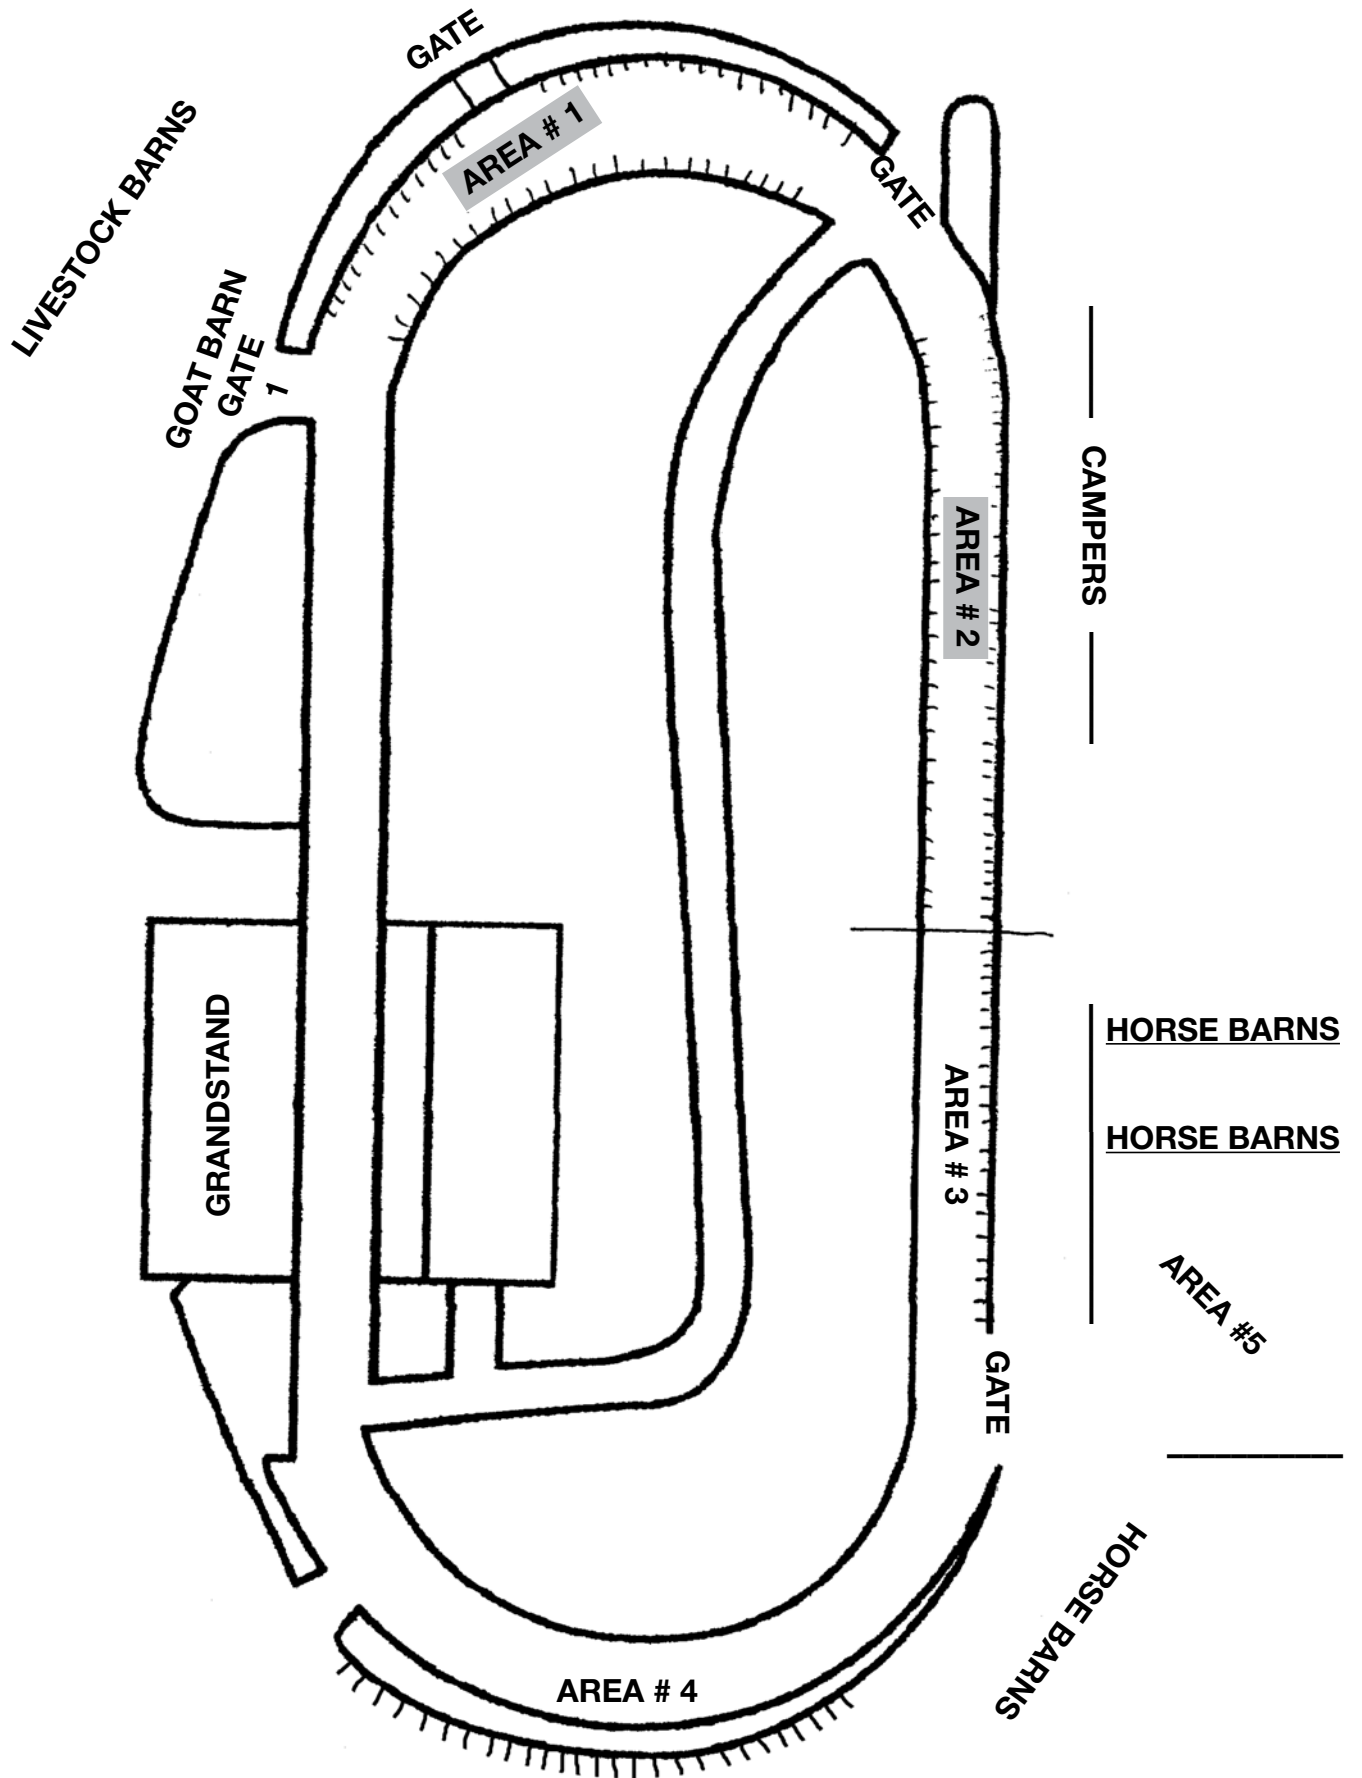 GATE
AREA # 1
GATE
LIVESTOCK BARNS
GOAT BARN
GATE
1
CAMPERS
AREA # 2
GRANDSTAND
HORSE BARNS
AREA # 3
HORSE BARNS
AREA #5
GATE
HORSE BARNS
AREA # 4